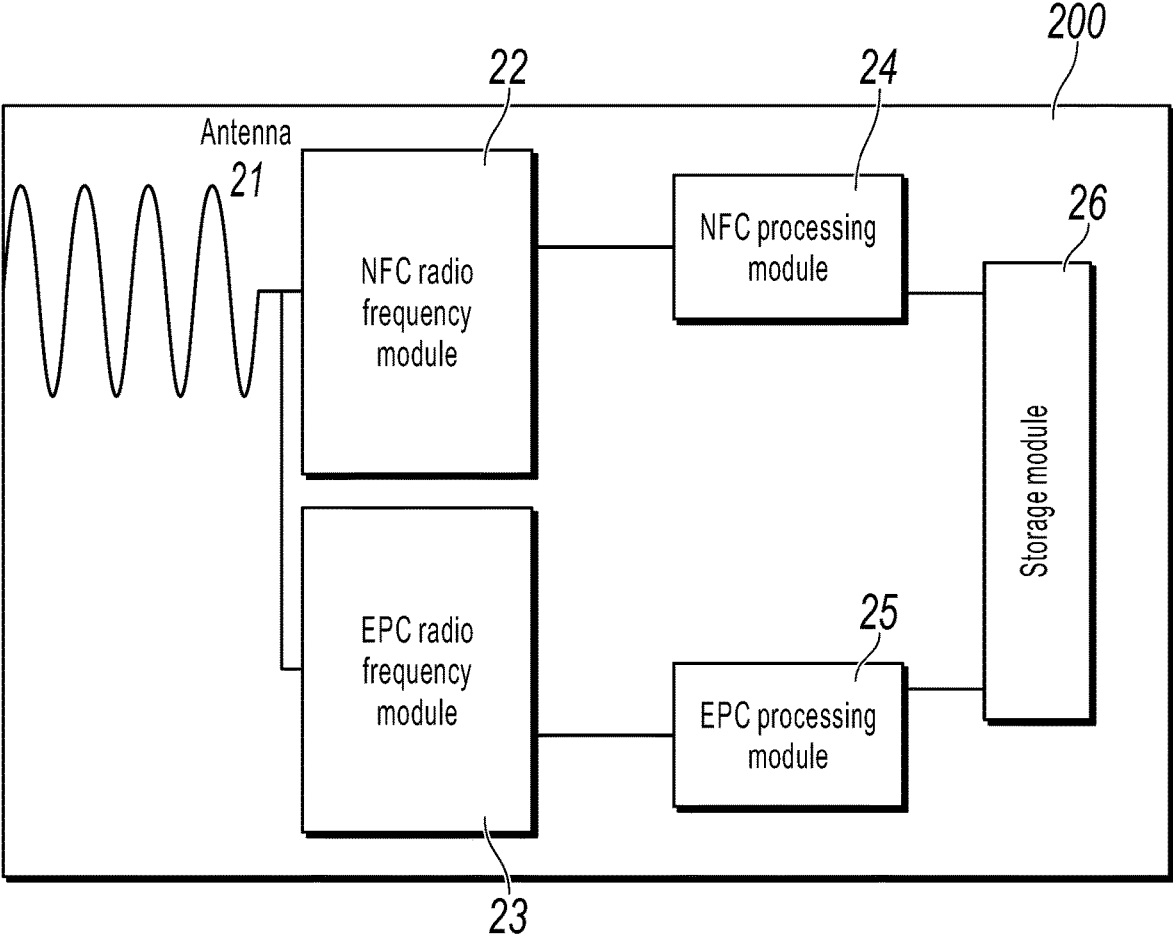 200
22
24
Antenna
21
26
NFC radio
frequency
module
NFC processing
module
Storage module
EPC radio
frequency
module
25
EPC processing
module
23